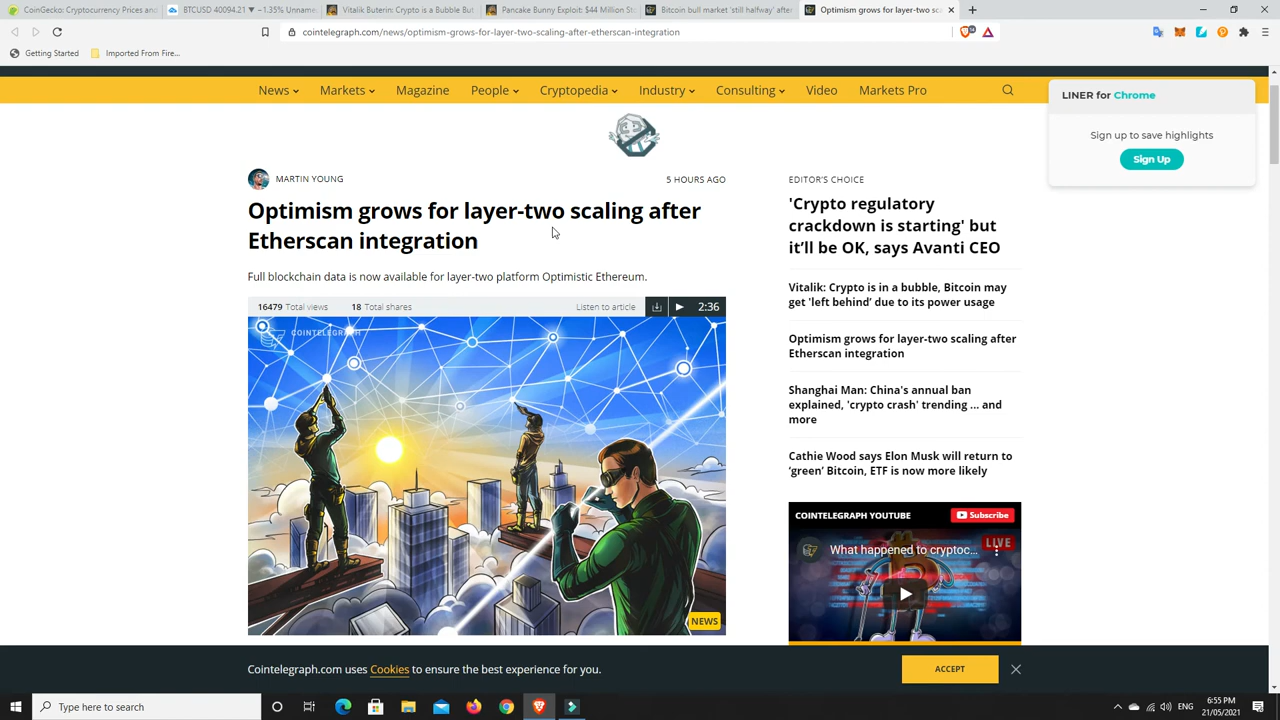 CoinGecko: Cryptocurrency Prices and
BTCUSD 40094.21 ▼ −1.35% Unname
Vitalik Buterin: Crypto is a Bubble But
Pancake Bunny Exploit: $44 Million St
Bitcoin bull market 'still halfway' after
Optimism grows for layer-two sc
cointelegraph.com/news/optimism-grows-for-layer-two-scaling-after-etherscan-integration
Getting Started
Imported From Fire...
News
Markets
Magazine
People
Cryptopedia
Industry
Consulting
Video
Markets Pro
LINER for Chrome
Sign up to save highlights
Sign Up
MARTIN YOUNG
5 HOURS AGO
Optimism grows for layer-two scaling after
Etherscan integration
Full blockchain data is now available for layer-two platform Optimistic Ethereum.
16479 Total views
18 Total shares
Listen to article
2:36
COINTELEGRAPH
NEWS
EDITOR'S CHOICE
'Crypto regulatory
crackdown is starting' but
it'll be OK, says Avanti CEO
Vitalik: Crypto is in a bubble, Bitcoin may
get 'left behind' due to its power usage
Optimism grows for layer-two scaling after
Etherscan integration
Shanghai Man: China's annual ban
explained, 'crypto crash' trending ... and
more
Cathie Wood says Elon Musk will return to
'green' Bitcoin, ETF is now more likely
COINTELEGRAPH YOUTUBE
Subscribe
What happened to cryptoc...
LIVE
Cointelegraph.com uses Cookies to ensure the best experience for you.
ACCEPT
Type here to search
ENG
6:55 PM
21/05/2021